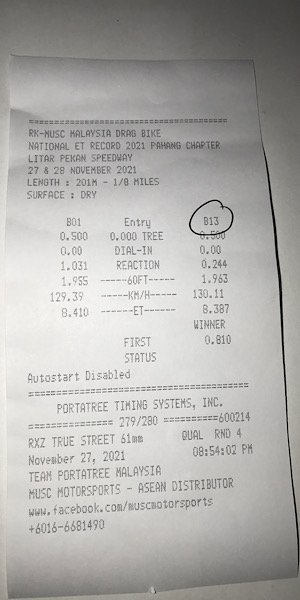 =====================================
RK-MUSC MALAYSIA DRAG BIKE
NATIONAL ET RECORD 2021 PAHANG CHAPTER
LITAR PEKAN SPEEDWAY
27 & 28 NOVEMBER 2021
LENGTH : 201M - 1/8 MILES
SURFACE : DRY
B01 Entry B13
0.500 0.000 TREE 0.500
0.00 DIAL-IN 0.00
1.031 REACTION 0.244
1.955 ------60FT----- 1.963
129.39 -----KM/H----- 130.11
8.410 ------ET------ 8.387
WINNER
FIRST 0.810
STATUS
Autostart Disabled
=====================================
PORTATREE TIMING SYSTEMS, INC.
============== 279/280 =========600214
RXZ TRUE STREET 61mm QUAL RND 4
November 27, 2021 08:54:02 PM
TEAM PORTATREE MALAYSIA
MUSC MOTORSPORTS - ASEAN DISTRIBUTOR
www.facebook.com/muscmotorsports
+6016-6681490